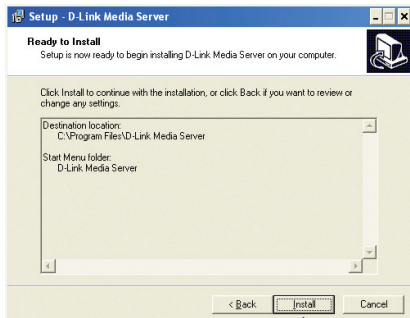 Setup - D-Link Media Server
Ready to Install
Setup is now ready to begin installing D-Link Media Server on your computer.
Click Install to continue with the installation, or click Back if you want to review or
change any settings.
Destination location:
C:\Program Files\D-Link Media Server
Start Menu folder:
D-Link Media Server
< Back
Install
Cancel